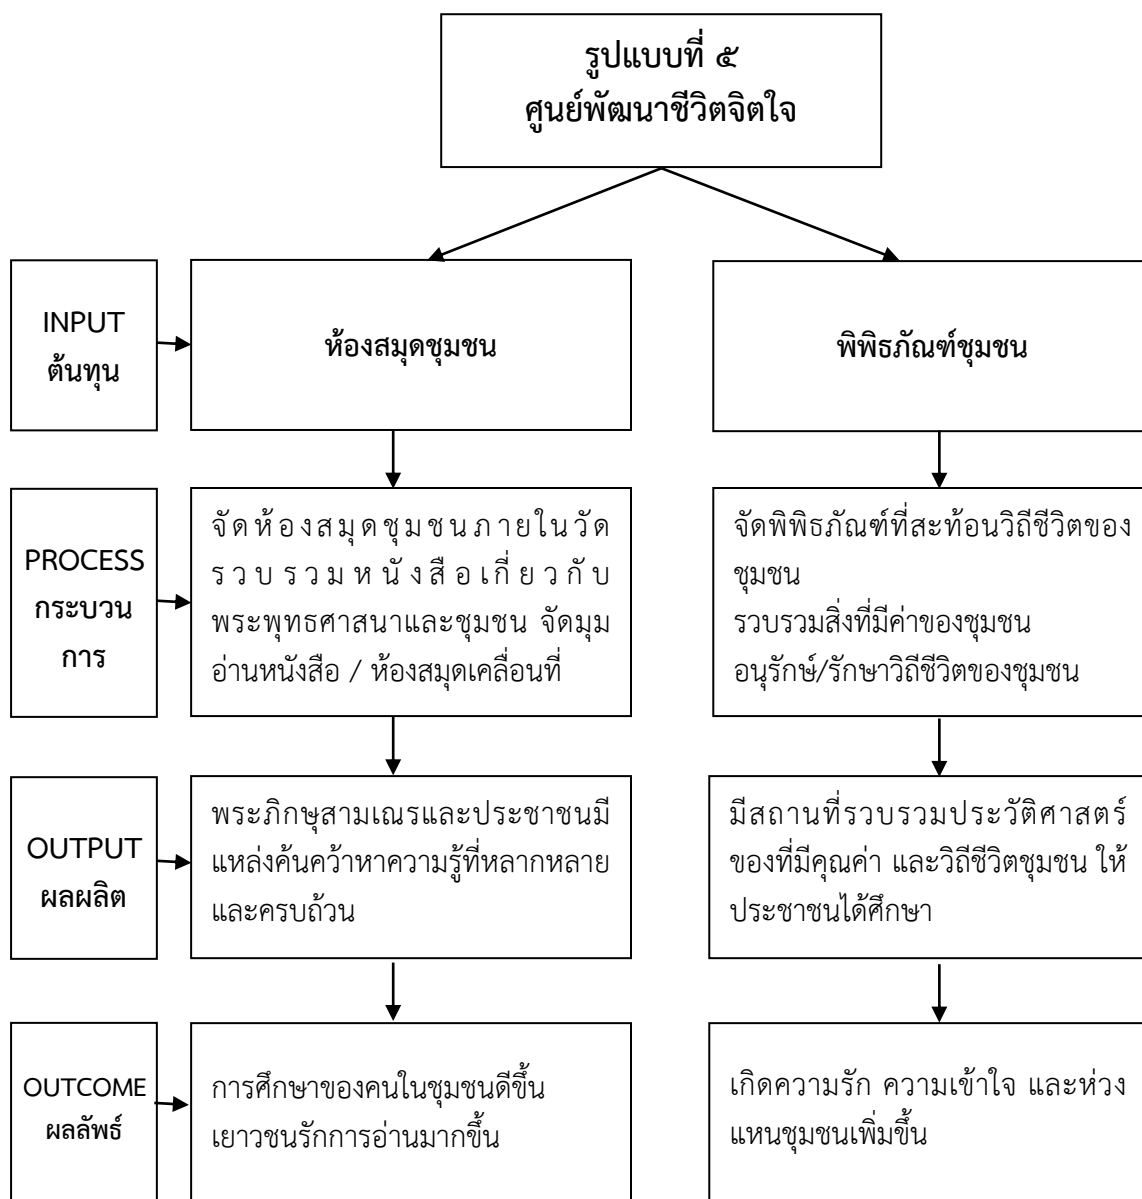 รูปแบบที่ ๕
ศูนย์พัฒนาชีวิตจิตใจ
INPUT
ต้นทุน
ห้องสมุดชุมชน
พิพิธภัณฑ์ชุมชน
PROCESS
กระบวน
การ
จัดห้องสมุดชุมชนภายในวัด
รวบรวมหนังสือเกี่ยวกับ
พระพุทธศาสนาและชุมชน จัดมุม
อ่านหนังสือ / ห้องสมุดเคลื่อนที่
จัดพิพิธภัณฑ์ที่สะท้อนวิถีชีวิตของ
ชุมชน
รวบรวมสิ่งที่มีค่าของชุมชน
อนุรักษ์/รักษาวิถีชีวิตของชุมชน
OUTPUT
ผลผลิต
พระภิกษุสามเณรและประชาชนมี
แหล่งค้นคว้าหาความรู้ที่หลากหลาย
และครบถ้วน
มีสถานที่รวบรวมประวัติศาสตร์
ของที่มีคุณค่า และวิถีชีวิตชุมชน ให้
ประชาชนได้ศึกษา
OUTCOME
ผลลัพธ์
การศึกษาของคนในชุมชนดีขึ้น
เยาวชนรักการอ่านมากขึ้น
เกิดความรัก ความเข้าใจ และห่วง
แหนชุมชนเพิ่มขึ้น